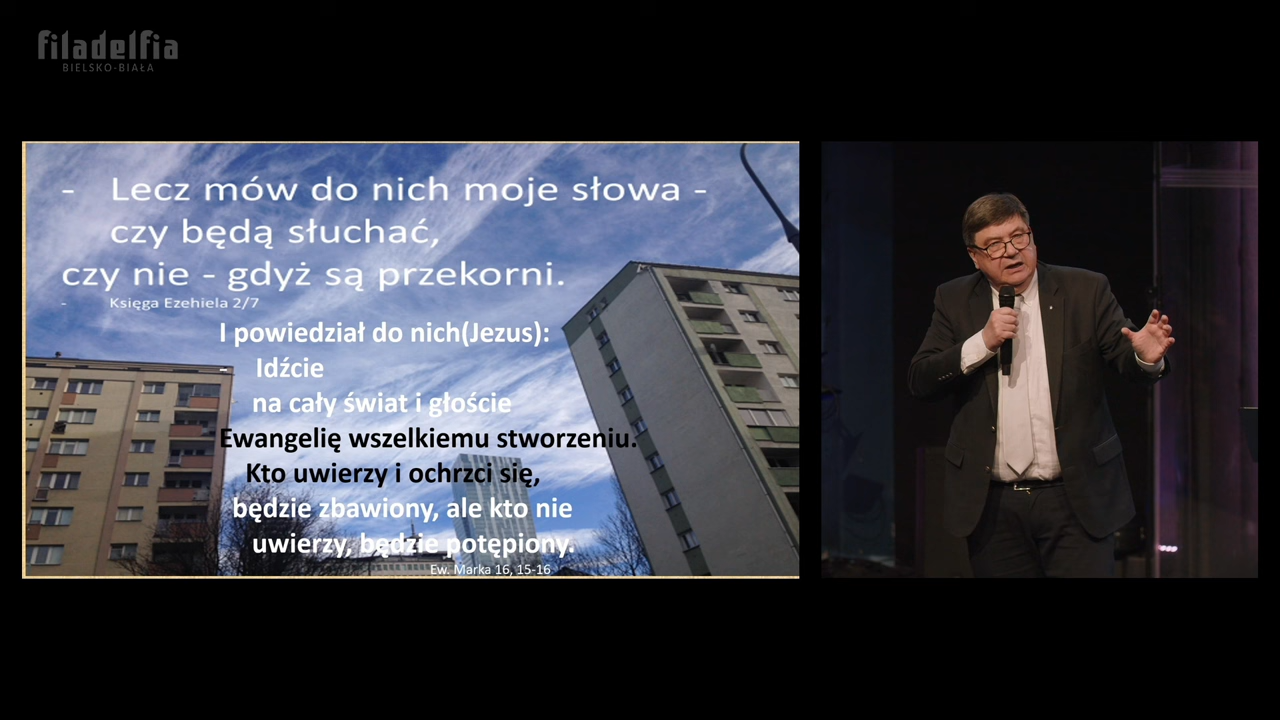 filadelfia
BIELSKO-BIAŁA
- Lecz mów do nich moje słowa -
czy będą słuchać,
czy nie - gdyż są przekorni.
- Księga Ezehiela 2/7
I powiedział do nich(Jezus):
- Idźcie
na cały świat i głoście
Ewangelię wszelkiemu stworzeniu.
Kto uwierzy i ochrzci się,
będzie zbawiony, ale kto nie
uwierzy, będzie potępiony.
Ew. Marka 16, 15-16